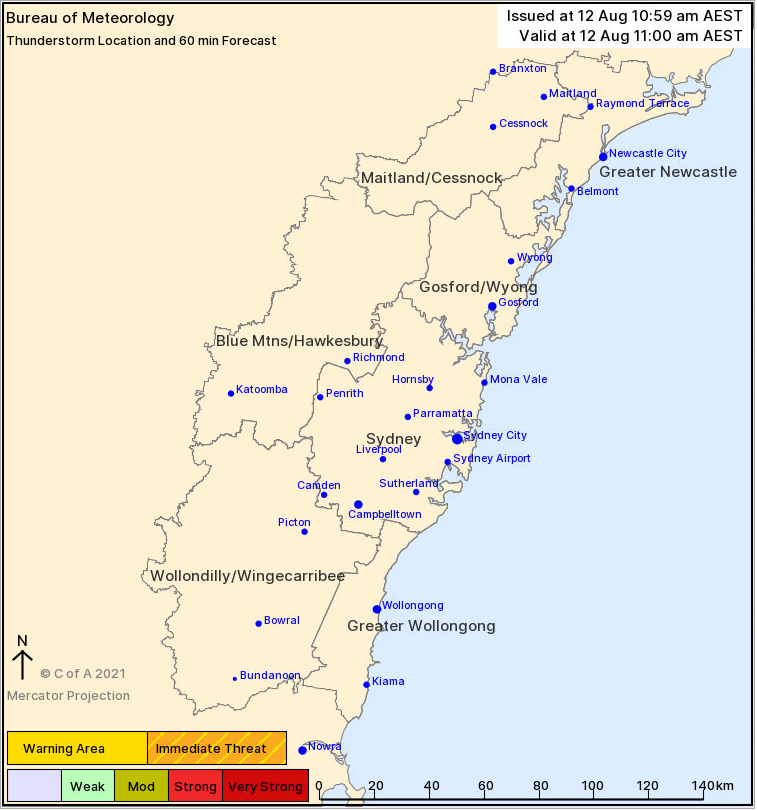 Bureau of Meteorology
Issued at 12 Aug 10:59 am AEST
Thunderstorm Location and 60 min Forecast
Valid at 12 Aug 11:00 am AEST
Branxton
Maitland
Raymond Terrace
Cessnock
Newcastle City
Greater Newcastle
Maitland/Cessnock
Belmont
Wyong
Gosford/Wyong
Gosford
Blue Mtns/Hawkesbury
Richmond
Hornsby
Mona Vale
Katoomba
Penrith
Parramatta
Sydney
Sydney City
Liverpool
Sydney Airport
Camden
Sutherland
Campbelltown
Picton
Wollondilly/Wingecarribee
Wollongong
Bowral
Greater Wollongong
N
© C of A 2021
Bundanoon
Kiama
Mercator Projection
Warning Area
Immediate Threat
Nowra
Weak
Mod
Strong
Very Strong
0 20 40 60 80 100 120 140km